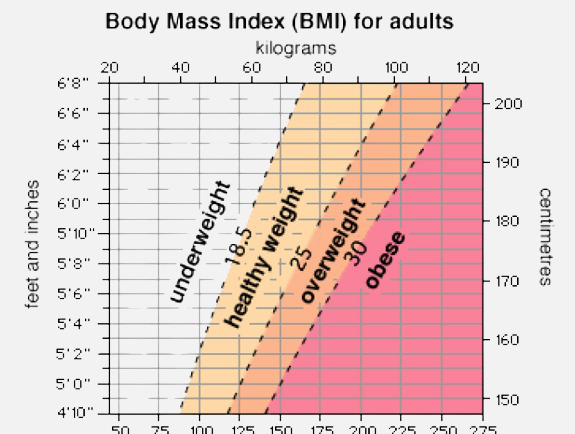 Body Mass Index (BMI) for adults
kilograms
20 40 60 80 100 120
6'8"
6'6"
6'4"
6'2"
6'0"
5'10"
5'8"
5'6"
5'4"
5'2"
5'0"
4'10"
feet and inches
underweight
18.5
healthy weight
25
overweight
30
obese
200
190
180
170
160
150
centimetres
50 75 100 125 150 175 200 225 250 275